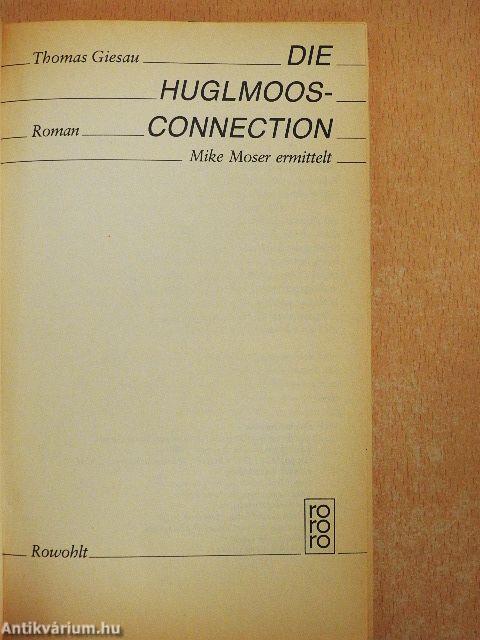 Thomas Giesau DIE
HUGLMOOS-
Roman CONNECTION
Mike Moser ermittelt
ro
ro
ro
Rowohlt
Antikvárium.hu